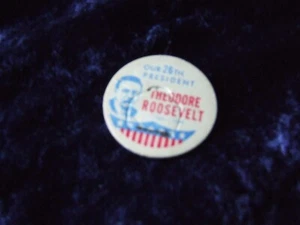 OUR 26TH
PRESIDENT
THEODORE
ROOSEVELT